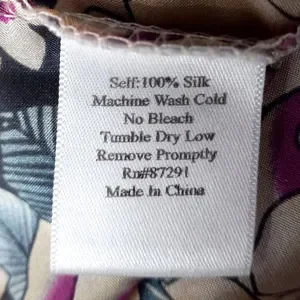 Self:100% Silk
Machine Wash Cold
No Bleach
Tumble Dry Low
Remove Promptly
Rn#87291
Made In China